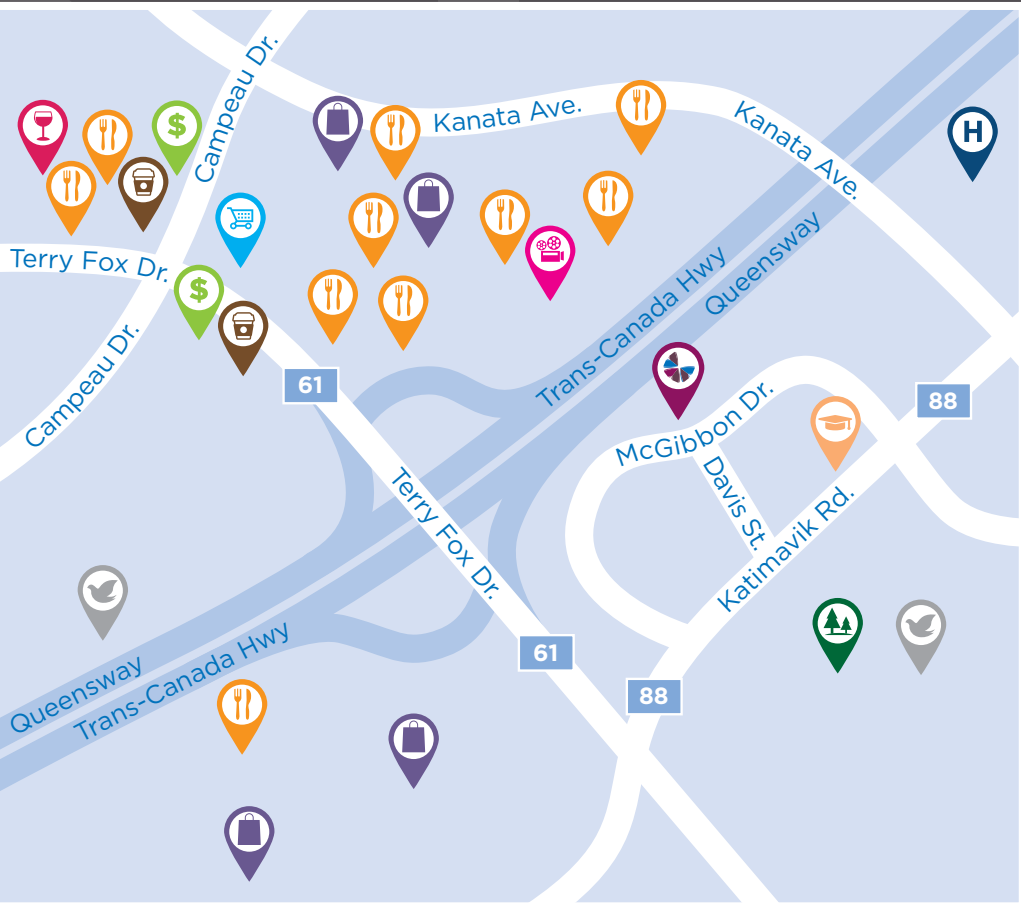 Campeau Dr.
Kanata Ave.
Kanata Ave.
$
H
Terry Fox Dr.
$
Trans-Canada Hwy
Queensway
Campeau Dr.
61
88
McGibbon Dr.
Davis St.
Terry Fox Dr.
Katimavik Rd.
Queensway
Trans-Canada Hwy
61
88